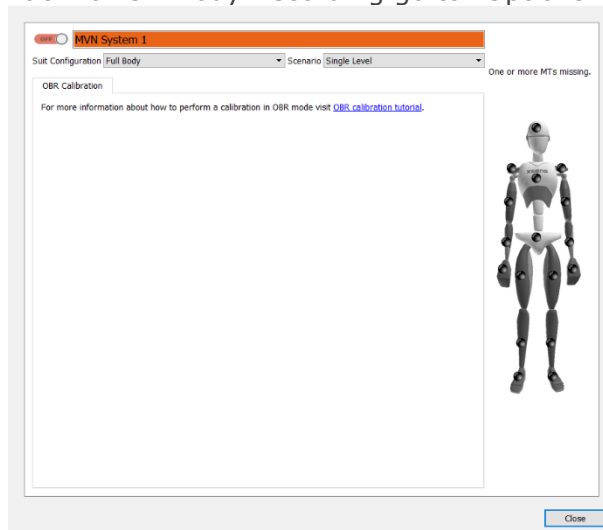 OFF MVN System 1
Suit Configuration Full Body Scenario Single Level
One or more MTs missing.
OBR Calibration
For more information about how to perform a calibration in OBR mode visit OBR calibration tutorial.
XSENS
Close